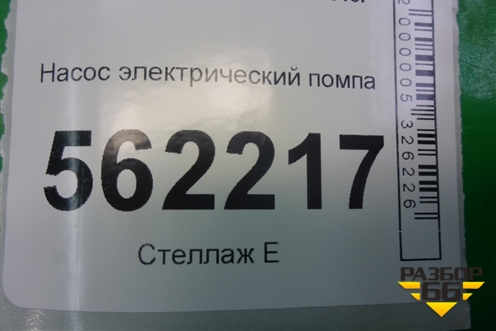 Насос электрический помпа
562217
Стеллаж Е
2000005326226
РАЗБОР
66